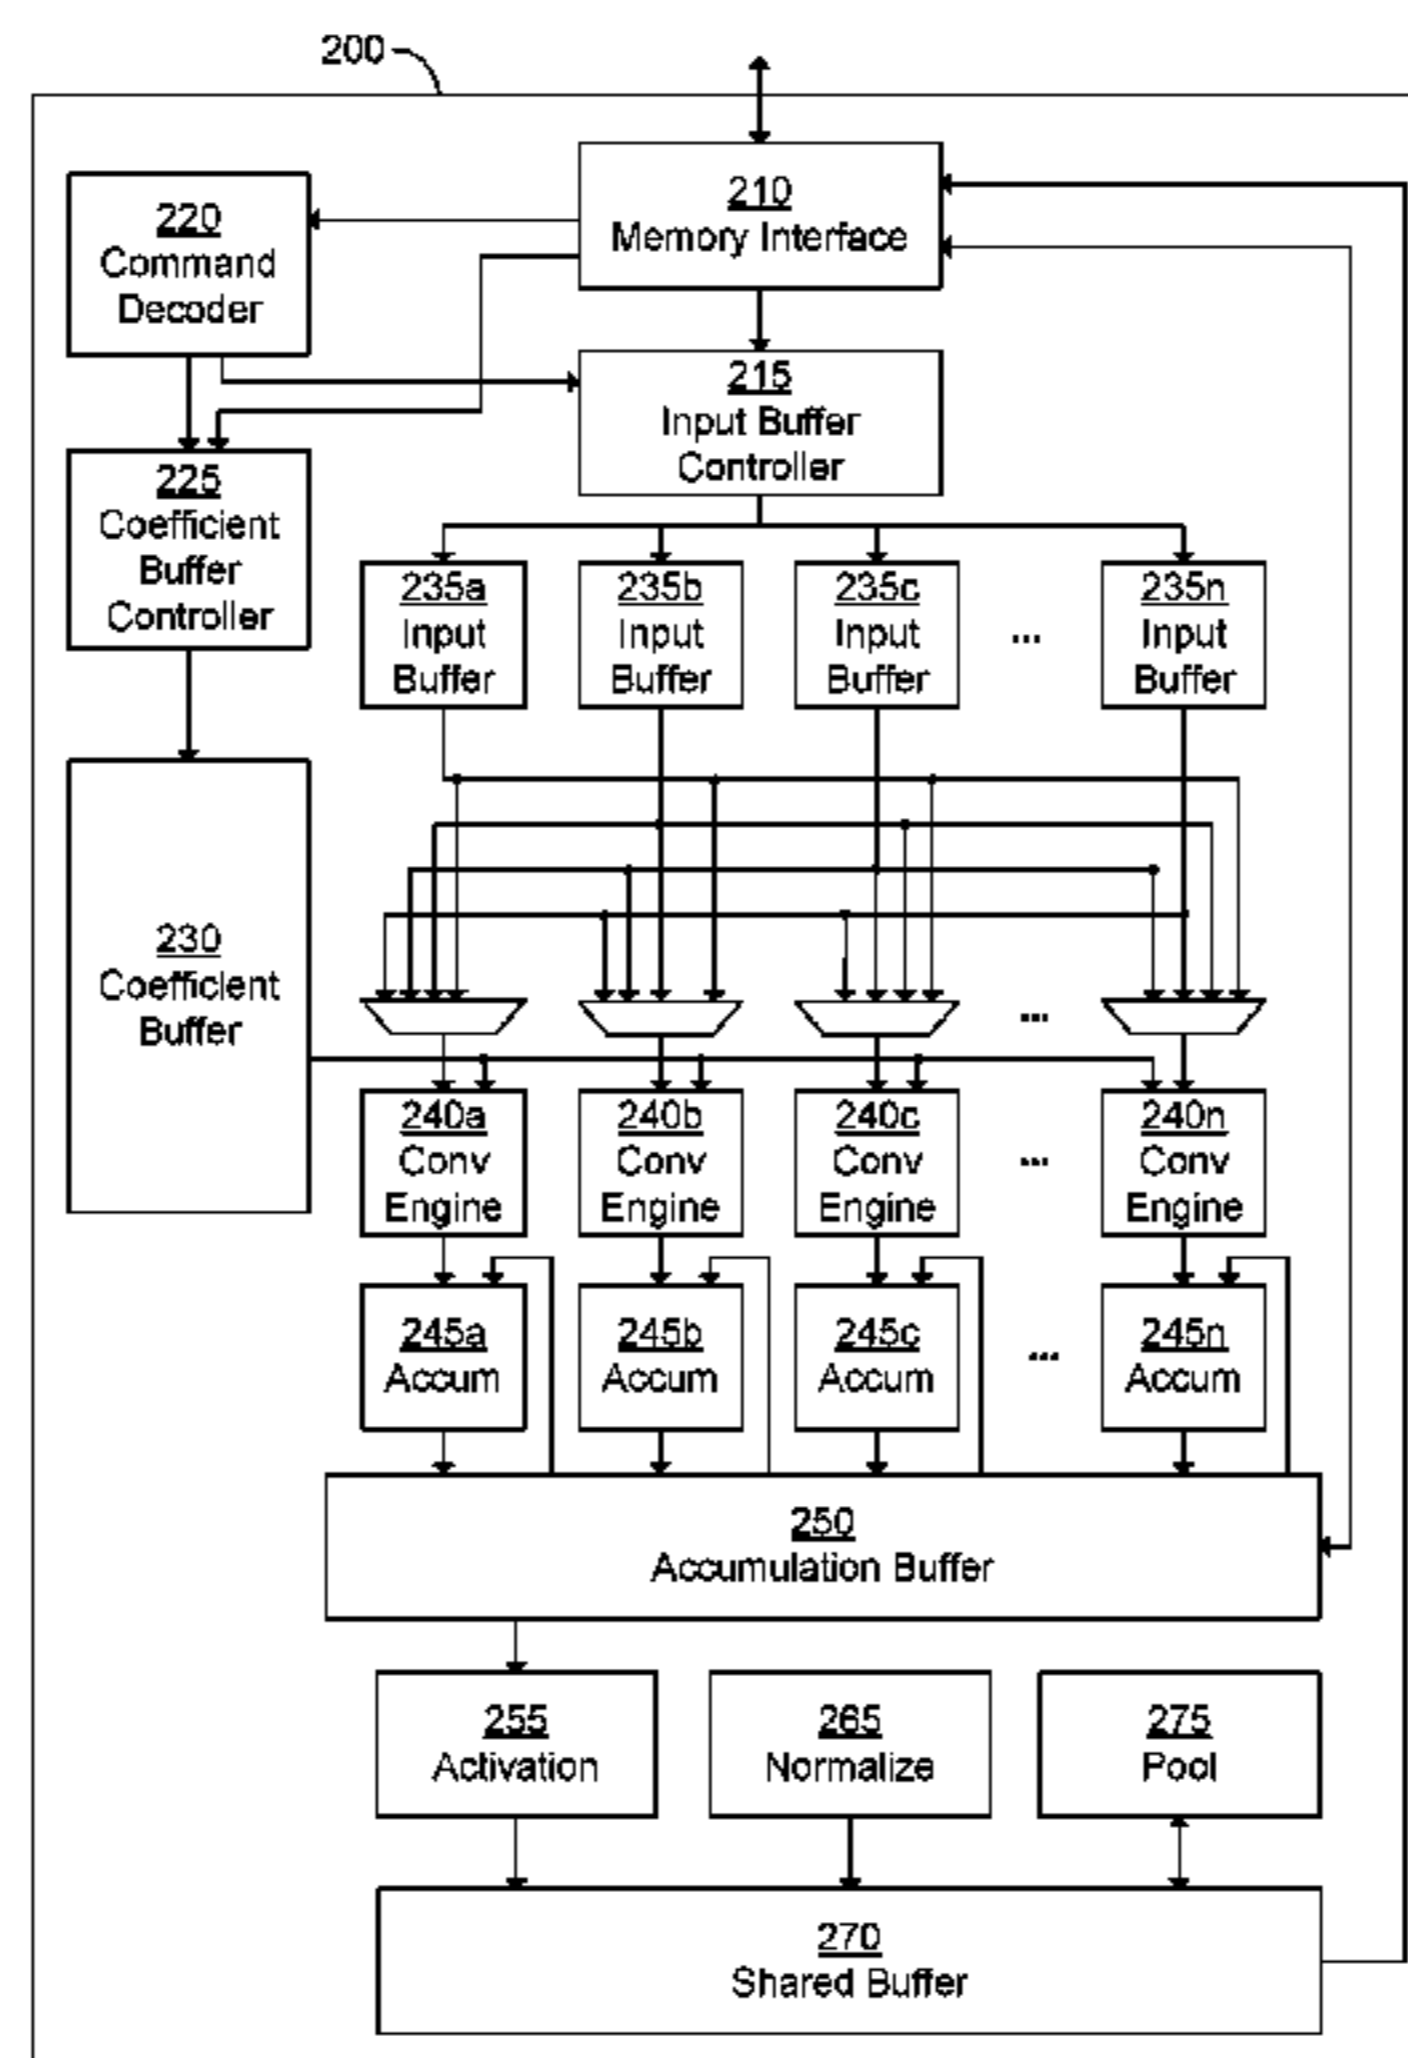 200
210
Memory Interface
220
Command
Decoder
215
Input Buffer
Controller
225
Coefficient
Buffer
Controller
235a
Input
Buffer
235b
Input
Buffer
235c
Input
Buffer
...
235n
Input
Buffer
230
Coefficient
Buffer
...
240a
Conv
Engine
240b
Conv
Engine
240c
Conv
Engine
...
240n
Conv
Engine
245a
Accum
245b
Accum
245c
Accum
...
245n
Accum
250
Accumulation Buffer
255
Activation
265
Normalize
275
Pool
270
Shared Buffer